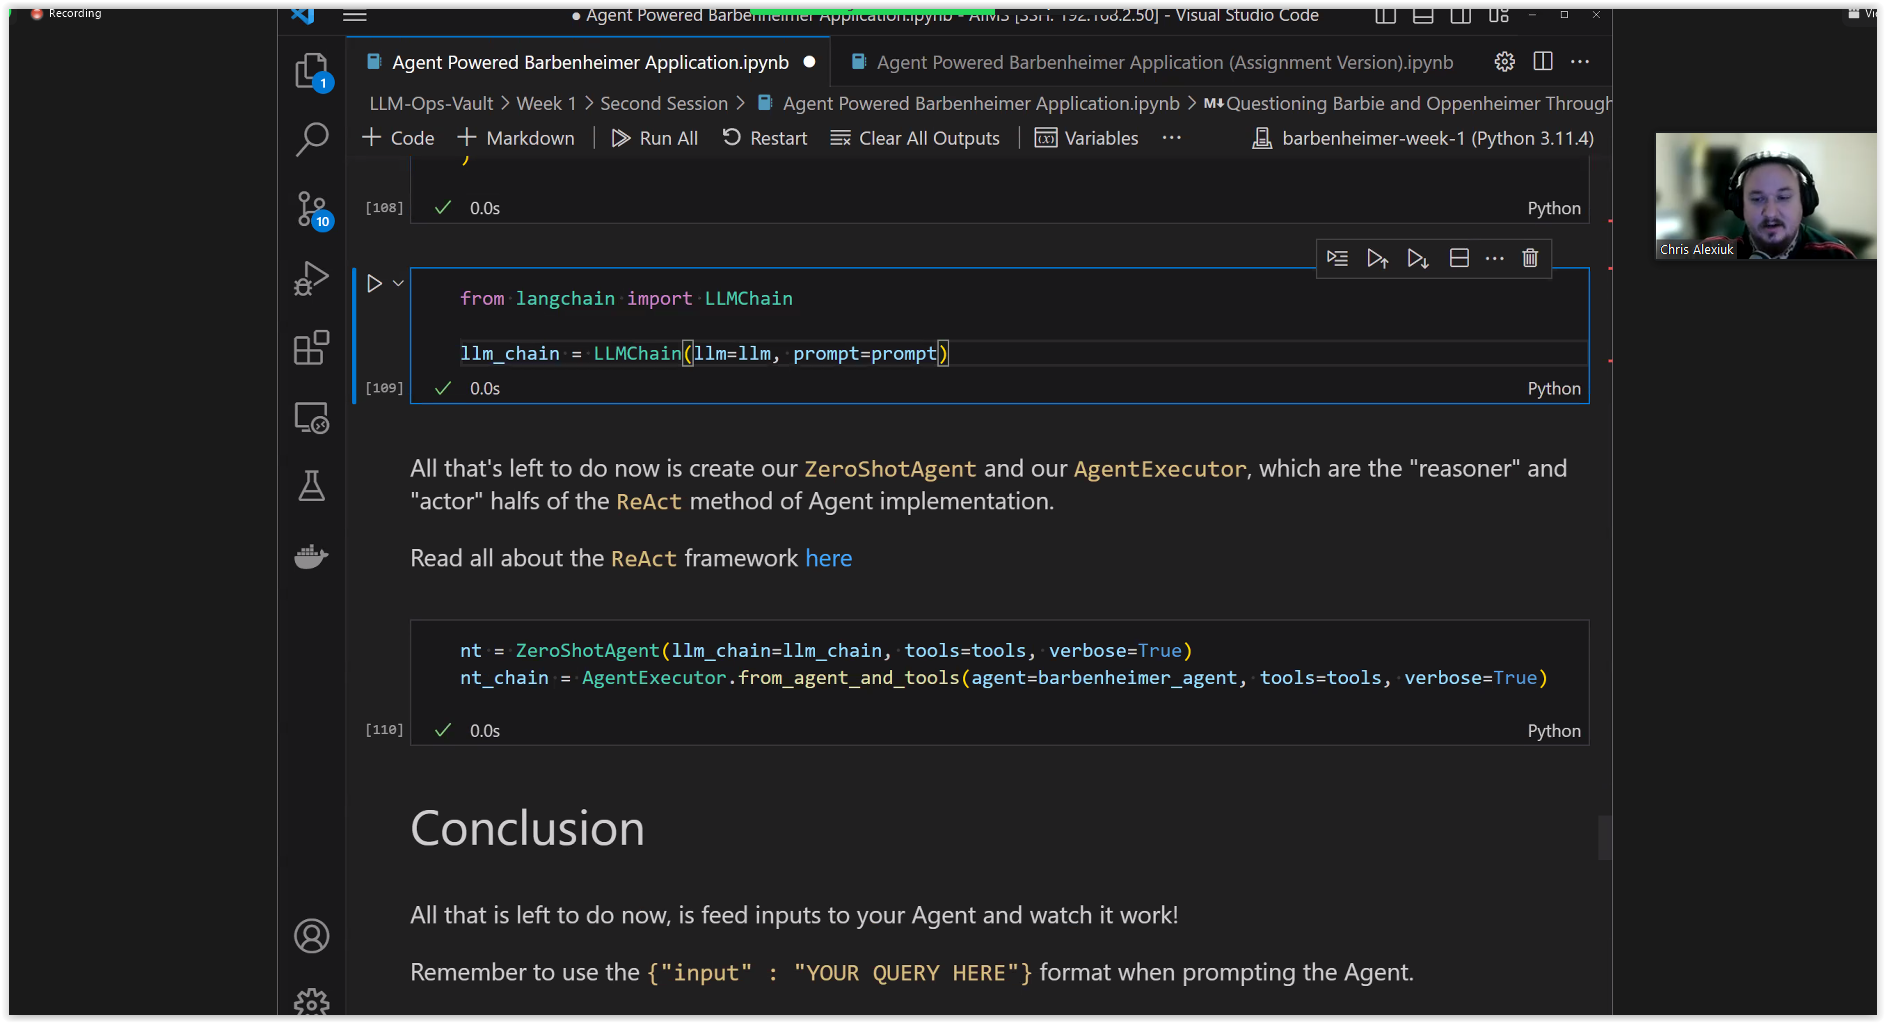 Recording
● Agent Powered Barbenheimer Application.ipynb - AIM3 [SSH: 192.168.2.50] - Visual Studio Code
Agent Powered Barbenheimer Application.ipynb ●
Agent Powered Barbenheimer Application (Assignment Version).ipynb
1
LLM-Ops-Vault > Week 1 > Second Session > Agent Powered Barbenheimer Application.ipynb > M↓Questioning Barbie and Oppenheimer Through
+ Code + Markdown | Run All Restart Clear All Outputs | Variables ... barbenheimer-week-1 (Python 3.11.4)
)
[108] ✓ 0.0s Python
10
Chris Alexiuk
from langchain import LLMChain
llm_chain = LLMChain(llm=llm, prompt=prompt)
[109] ✓ 0.0s Python
All that's left to do now is create our ZeroShotAgent and our AgentExecutor, which are the "reasoner" and
"actor" halfs of the ReAct method of Agent implementation.
Read all about the ReAct framework here
nt = ZeroShotAgent(llm_chain=llm_chain, tools=tools, verbose=True)
nt_chain = AgentExecutor.from_agent_and_tools(agent=barbenheimer_agent, tools=tools, verbose=True)
[110] ✓ 0.0s Python
Conclusion
All that is left to do now, is feed inputs to your Agent and watch it work!
Remember to use the {"input" : "YOUR QUERY HERE"} format when prompting the Agent.